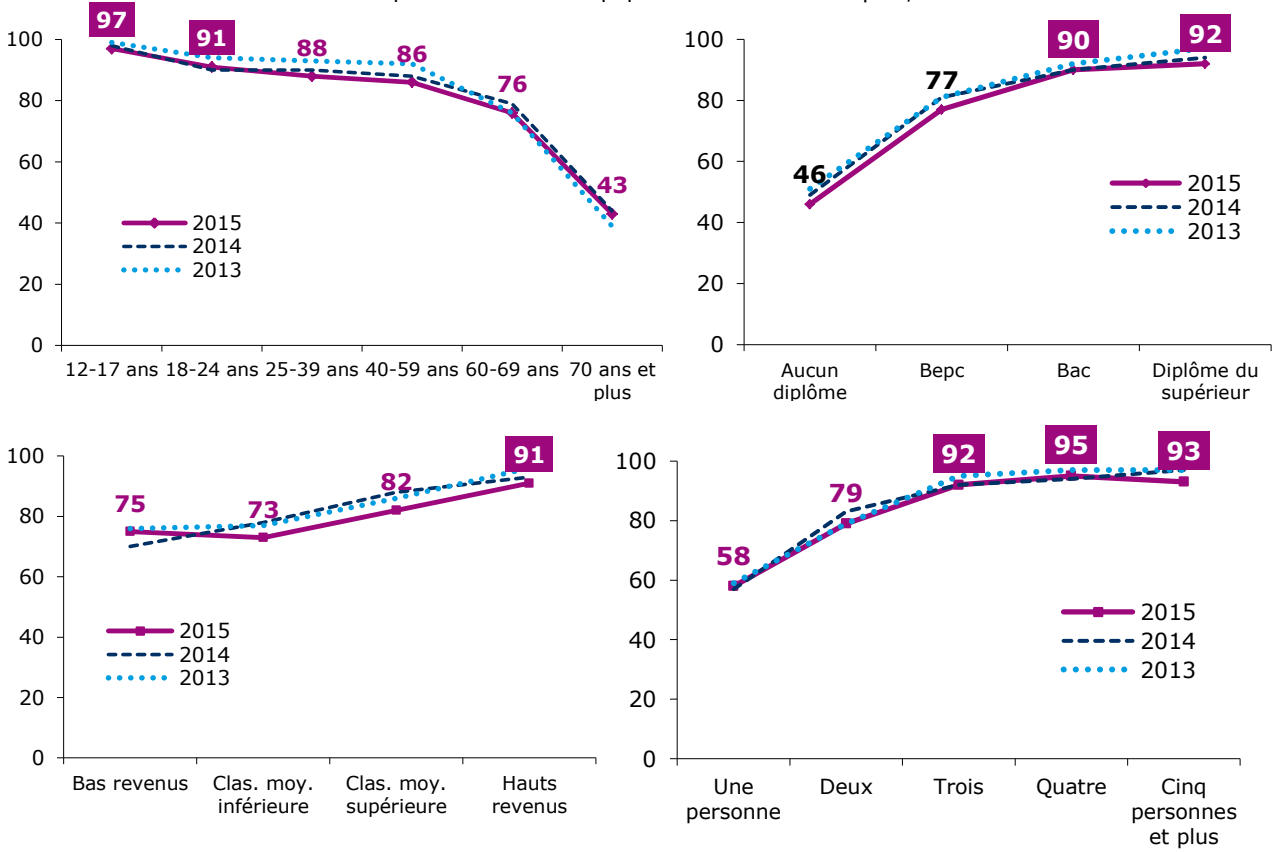 97
91
88
86
76
43
100
80
60
40
20
0
2015
2014
2013
12-17 ans 18-24 ans 25-39 ans 40-59 ans 60-69 ans 70 ans et
plus
46
77
90
92
100
80
60
40
20
0
2015
2014
2013
Aucun
diplôme
Bepc
Bac
Diplôme du
supérieur
75
73
82
91
100
80
60
40
20
0
2015
2014
2013
Bas revenus
Clas. moy.
inférieure
Clas. moy.
supérieure
Hauts
revenus
58
79
92
95
93
100
80
60
40
20
0
2015
2014
2013
Une
personne
Deux
Trois
Quatre
Cinq
personnes
et plus